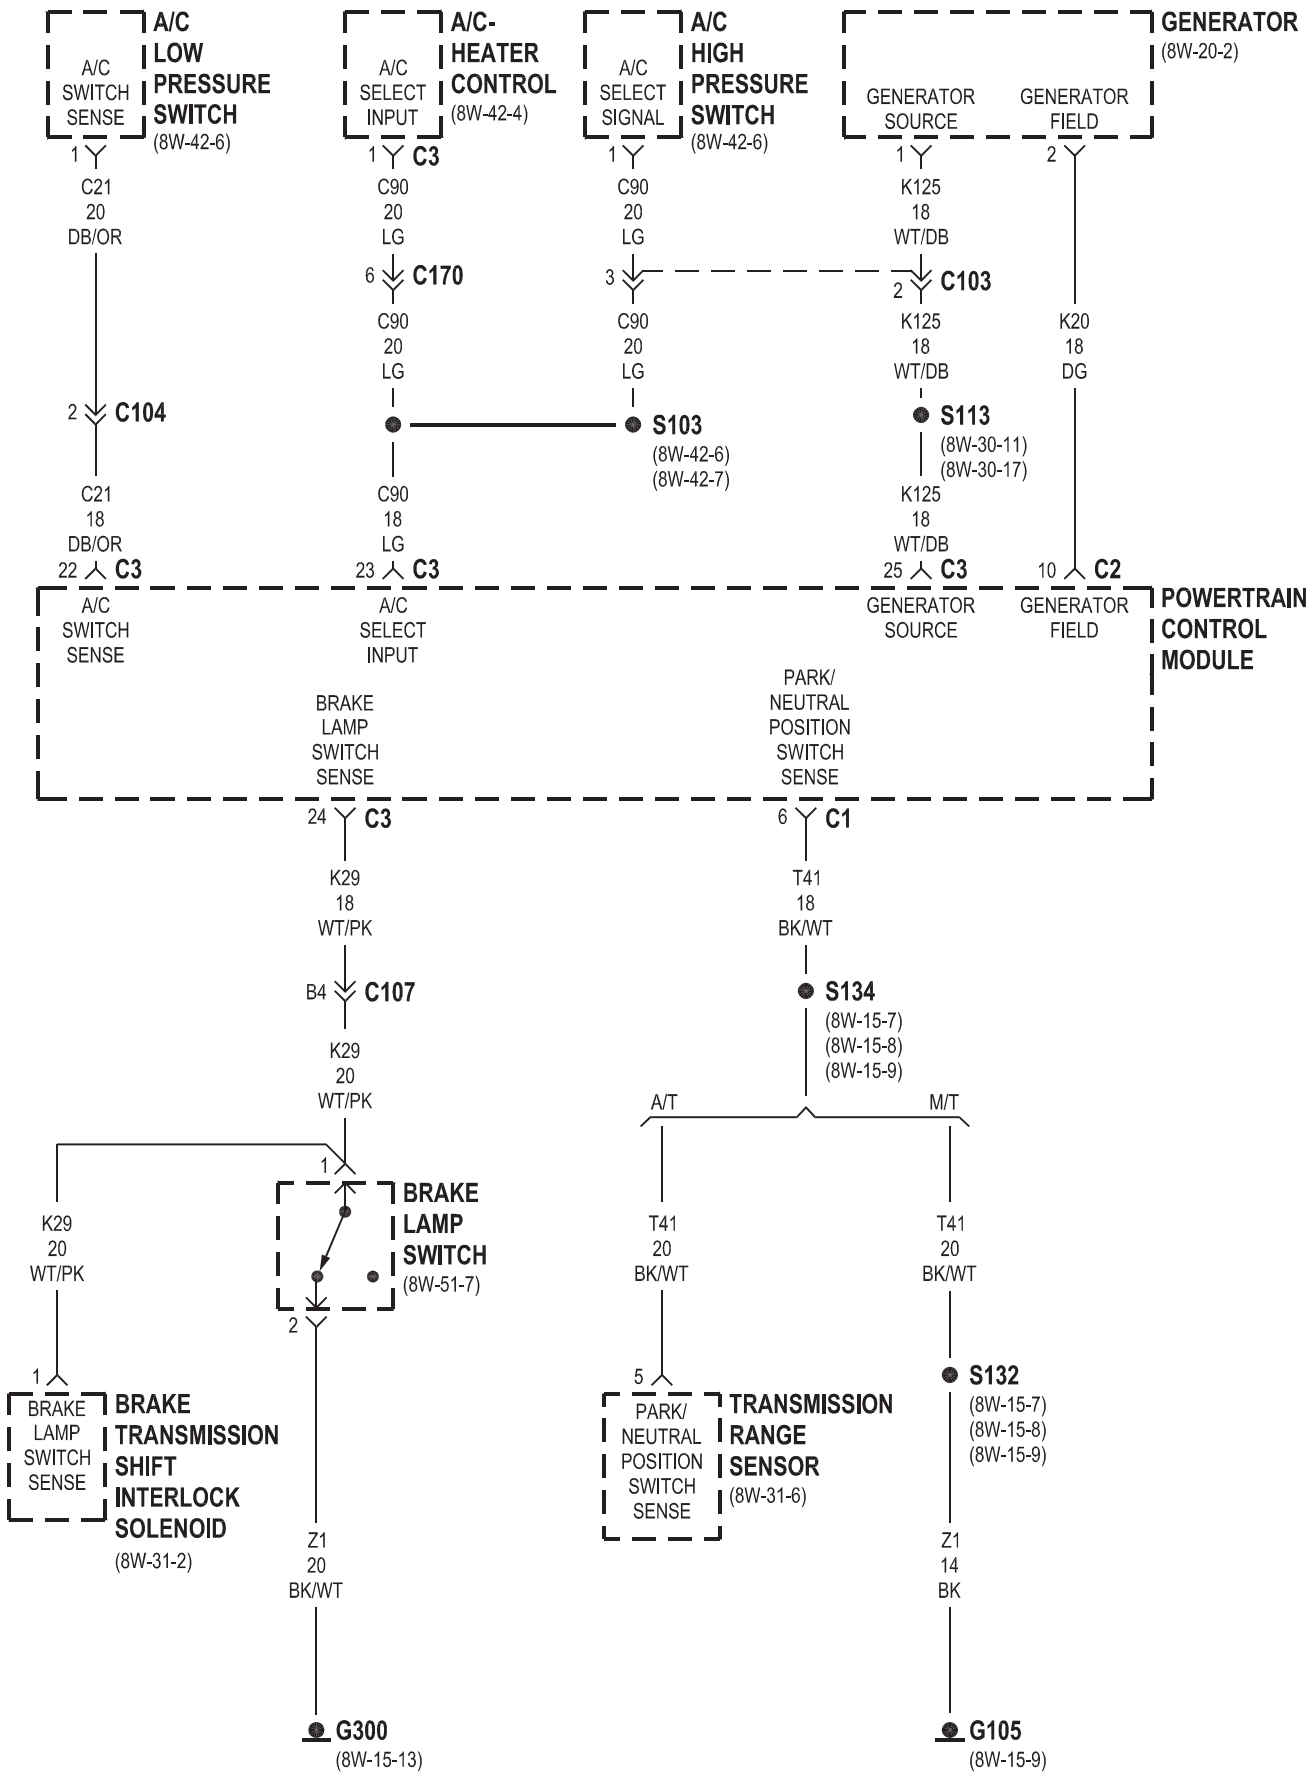 A/C
LOW
PRESSURE
SWITCH
(8W-42-6)
A/C
SWITCH
SENSE
A/C-
HEATER
CONTROL
(8W-42-4)
A/C
SELECT
INPUT
A/C
HIGH
PRESSURE
SWITCH
(8W-42-6)
A/C
SELECT
SIGNAL
GENERATOR
(8W-20-2)
GENERATOR
SOURCE
GENERATOR
FIELD
1
C21
20
DB/OR
1 C3
C90
20
LG
1
C90
20
LG
1
K125
18
WT/DB
2
6 C170
3
2 C103
C90
20
LG
C90
20
LG
K125
18
WT/DB
K20
18
DG
2 C104
S103
(8W-42-6)
(8W-42-7)
S113
(8W-30-11)
(8W-30-17)
C21
18
DB/OR
C90
18
LG
K125
18
WT/DB
22 C3
23 C3
25 C3
10 C2
POWERTRAIN
CONTROL
MODULE
A/C
SWITCH
SENSE
A/C
SELECT
INPUT
GENERATOR
SOURCE
GENERATOR
FIELD
BRAKE
LAMP
SWITCH
SENSE
PARK/
NEUTRAL
POSITION
SWITCH
SENSE
24 C3
6 C1
K29
18
WT/PK
T41
18
BK/WT
B4 C107
S134
(8W-15-7)
(8W-15-8)
(8W-15-9)
K29
20
WT/PK
A/T
M/T
1
BRAKE
LAMP
SWITCH
(8W-51-7)
2
K29
20
WT/PK
T41
20
BK/WT
T41
20
BK/WT
1
BRAKE
LAMP
SWITCH
SENSE
BRAKE
TRANSMISSION
SHIFT
INTERLOCK
SOLENOID
(8W-31-2)
5
PARK/
NEUTRAL
POSITION
SWITCH
SENSE
TRANSMISSION
RANGE
SENSOR
(8W-31-6)
S132
(8W-15-7)
(8W-15-8)
(8W-15-9)
Z1
20
BK/WT
Z1
14
BK
G300
(8W-15-13)
G105
(8W-15-9)